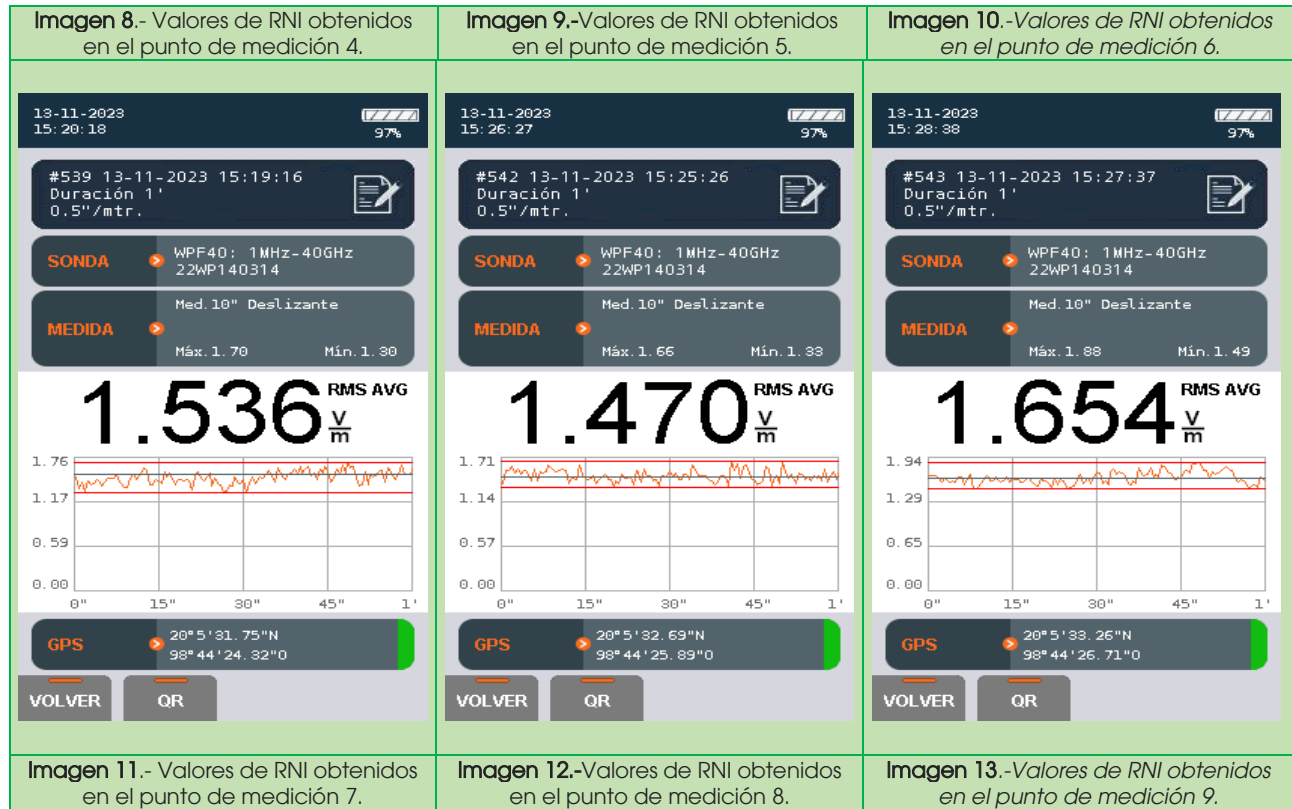 Imagen 8.- Valores de RNI obtenidos
en el punto de medición 4.
Imagen 9.-Valores de RNI obtenidos
en el punto de medición 5.
Imagen 10.-Valores de RNI obtenidos
en el punto de medición 6.
13-11-2023
15:20:18
97%
#539 13-11-2023 15:19:16
Duración 1'
0.5"/mtr.
SONDA
WPF40: 1MHz-40GHz
22WP140314
MEDIDA
Med.10" Deslizante
Máx.1.70 Mín.1.30
1.536 RMS AVG V/m
1.76
1.17
0.59
0.00
0" 15" 30" 45" 1'
GPS
20°5'31.75"N
98°44'24.32"O
VOLVER QR
13-11-2023
15:26:27
97%
#542 13-11-2023 15:25:26
Duración 1'
0.5"/mtr.
SONDA
WPF40: 1MHz-40GHz
22WP140314
MEDIDA
Med.10" Deslizante
Máx.1.66 Mín.1.33
1.470 RMS AVG V/m
1.71
1.14
0.57
0.00
0" 15" 30" 45" 1'
GPS
20°5'32.69"N
98°44'25.89"O
VOLVER QR
13-11-2023
15:28:38
97%
#543 13-11-2023 15:27:37
Duración 1'
0.5"/mtr.
SONDA
WPF40: 1MHz-40GHz
22WP140314
MEDIDA
Med.10" Deslizante
Máx.1.88 Mín.1.49
1.654 RMS AVG V/m
1.94
1.29
0.65
0.00
0" 15" 30" 45" 1'
GPS
20°5'33.26"N
98°44'26.71"O
VOLVER QR
Imagen 11.- Valores de RNI obtenidos
en el punto de medición 7.
Imagen 12.-Valores de RNI obtenidos
en el punto de medición 8.
Imagen 13.-Valores de RNI obtenidos
en el punto de medición 9.